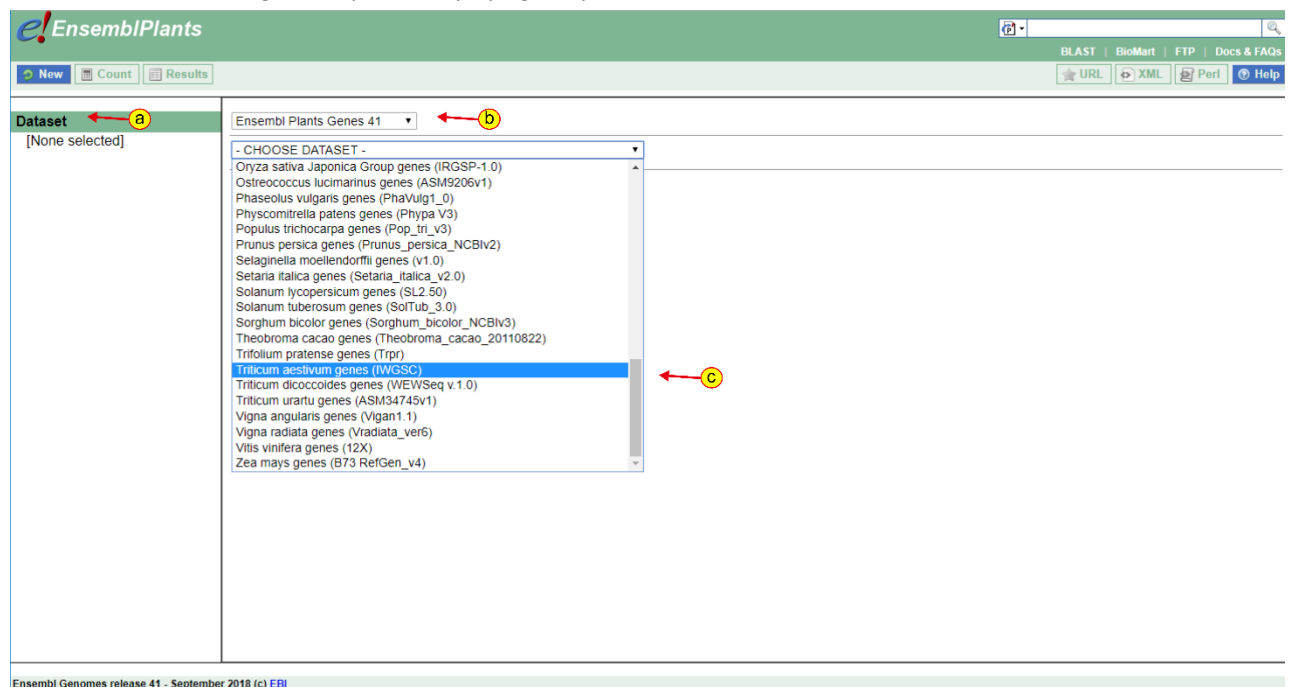 e! EnsemblPlants
BLAST | BioMart | FTP | Docs & FAQs
New Count Results
URL XML Perl Help
Dataset a
[None selected]
Ensembl Plants Genes 41 b
- CHOOSE DATASET -
Oryza sativa Japonica Group genes (IRGSP-1.0)
Ostreococcus lucimarinus genes (ASM9206v1)
Phaseolus vulgaris genes (PhaVulg1_0)
Physcomitrella patens genes (Phypa V3)
Populus trichocarpa genes (Pop_tri_v3)
Prunus persica genes (Prunus_persica_NCBIv2)
Selaginella moellendorffii genes (v1.0)
Setaria italica genes (Setaria_italica_v2.0)
Solanum lycopersicum genes (SL2.50)
Solanum tuberosum genes (SolTub_3.0)
Sorghum bicolor genes (Sorghum_bicolor_NCBIv3)
Theobroma cacao genes (Theobroma_cacao_20110822)
Trifolium pratense genes (Trpr)
Triticum aestivum genes (IWGSC)
c
Triticum dicoccoides genes (WEWSeq v.1.0)
Triticum urartu genes (ASM34745v1)
Vigna angularis genes (Vigan1.1)
Vigna radiata genes (Vradiata_ver6)
Vitis vinifera genes (12X)
Zea mays genes (B73 RefGen_v4)
Ensembl Genomes release 41 - September 2018 (c) EBI